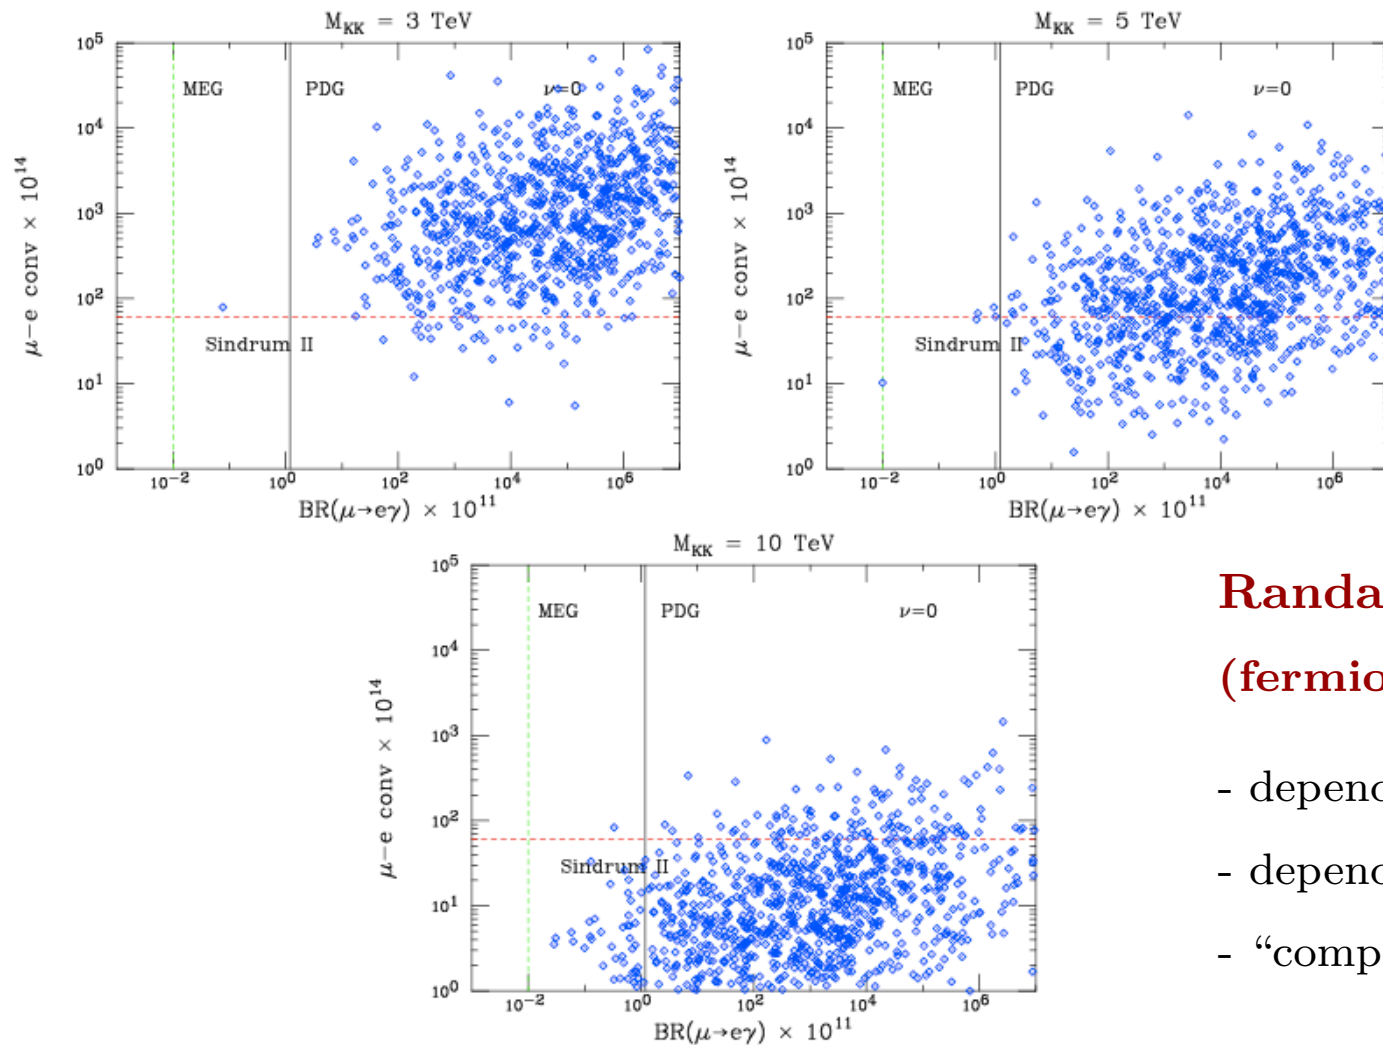 M_KK = 3 TeV
10^5
10^4
10^3
10^2
10^1
10^0
μ−e conv × 10^14
MEG
PDG
ν=0
Sindrum II
10^−2
10^0
10^2
10^4
10^6
BR(μ→eγ) × 10^11
M_KK = 5 TeV
10^5
10^4
10^3
10^2
10^1
10^0
μ−e conv × 10^14
MEG
PDG
ν=0
Sindrum II
10^−2
10^0
10^2
10^4
10^6
BR(μ→eγ) × 10^11
M_KK = 10 TeV
10^5
10^4
10^3
10^2
10^1
10^0
μ−e conv × 10^14
MEG
PDG
ν=0
Sindrum II
10^−2
10^0
10^2
10^4
10^6
BR(μ→eγ) × 10^11
Randa
(fermio
- depend
- depend
- “comp